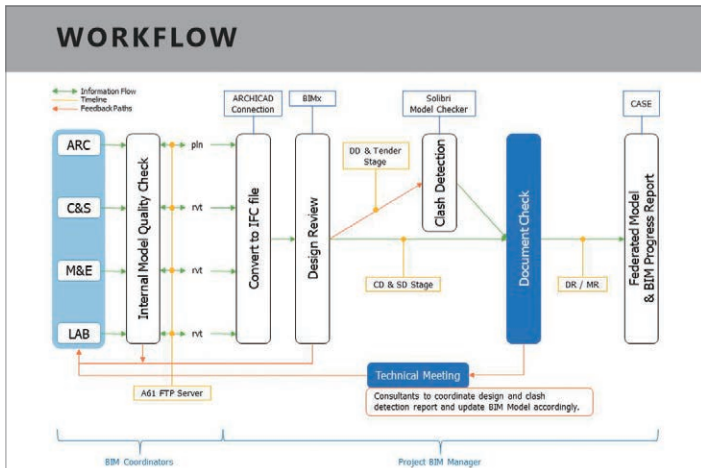 WORKFLOW
Information Flow
Timeline
Feedback Paths
ARCHICAD
Connection
BIMx
Solibri
Model Checker
CASE
ARC
C&S
M&E
LAB
Internal Model Quality Check
pln
rvt
rvt
rvt
Convert to IFC file
Design Review
DD & Tender
Stage
Clash Detection
CD & SD Stage
Document Check
DR / MR
Federated Model
& BIM Progress Report
A61 FTP Server
Technical Meeting
Consultants to coordinate design and clash
detection report and update BIM Model accordingly.
BIM Coordinators
Project BIM Manager